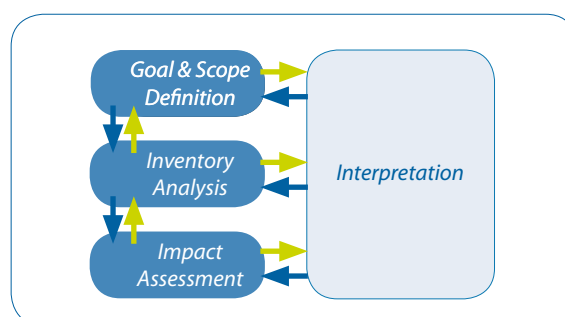 Goal & Scope
Definition
Inventory
Analysis
Interpretation
Impact
Assessment